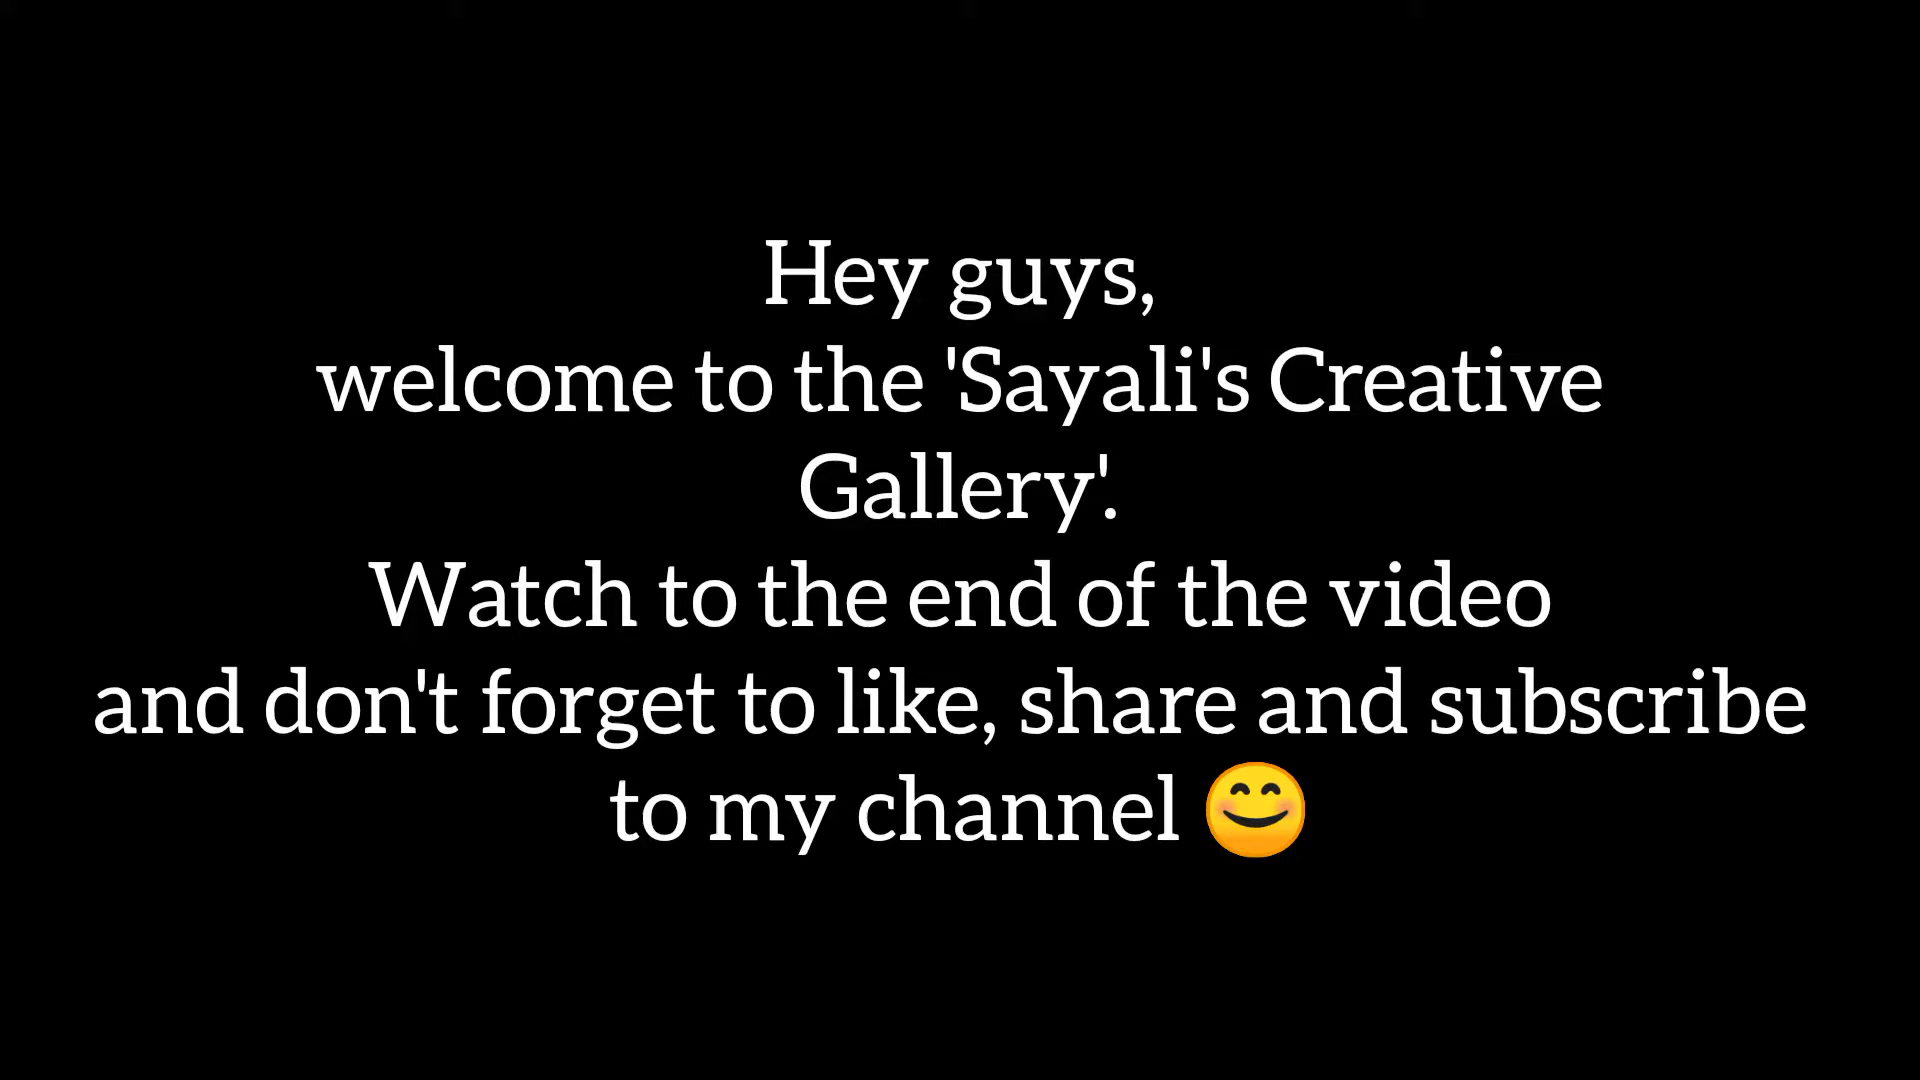 Hey guys,
welcome to the 'Sayali's Creative
Gallery'.
Watch to the end of the video
and don't forget to like, share and subscribe
to my channel 😊